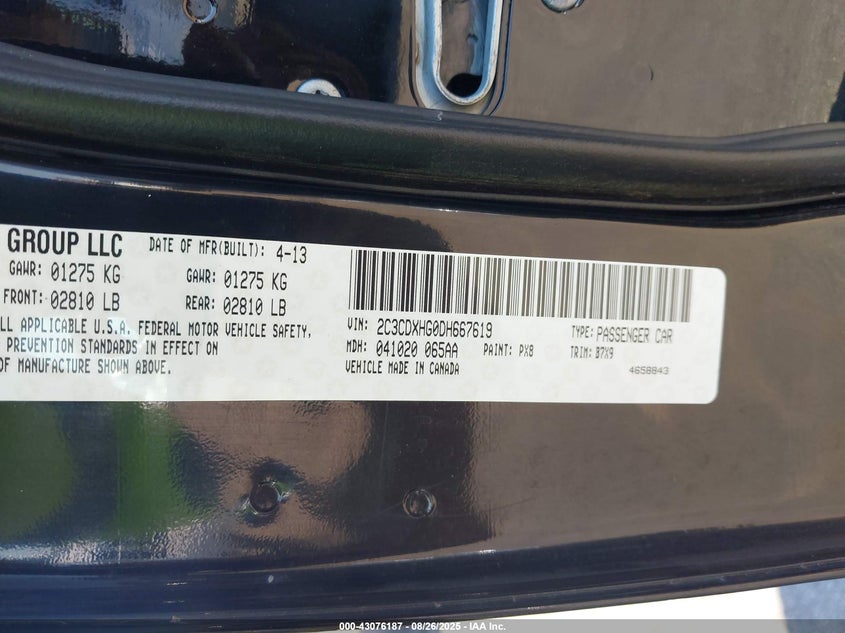 GROUP LLC DATE OF MFR(BUILT): 4-13
GAWR: 01275 KG GAWR: 01275 KG
FRONT: 02810 LB REAR: 02810 LB
ALL APPLICABLE U.S.A. FEDERAL MOTOR VEHICLE SAFETY,
PREVENTION STANDARDS IN EFFECT ON
OF MANUFACTURE SHOWN ABOVE.
VIN: 2C3CDXHG0DH667619 TYPE: PASSENGER CAR
MDH: 041020 065AA PAINT: PX8 TRIM: B7X9
VEHICLE MADE IN CANADA 4658843
000-43076187 - 08/26/2025 - IAA Inc.